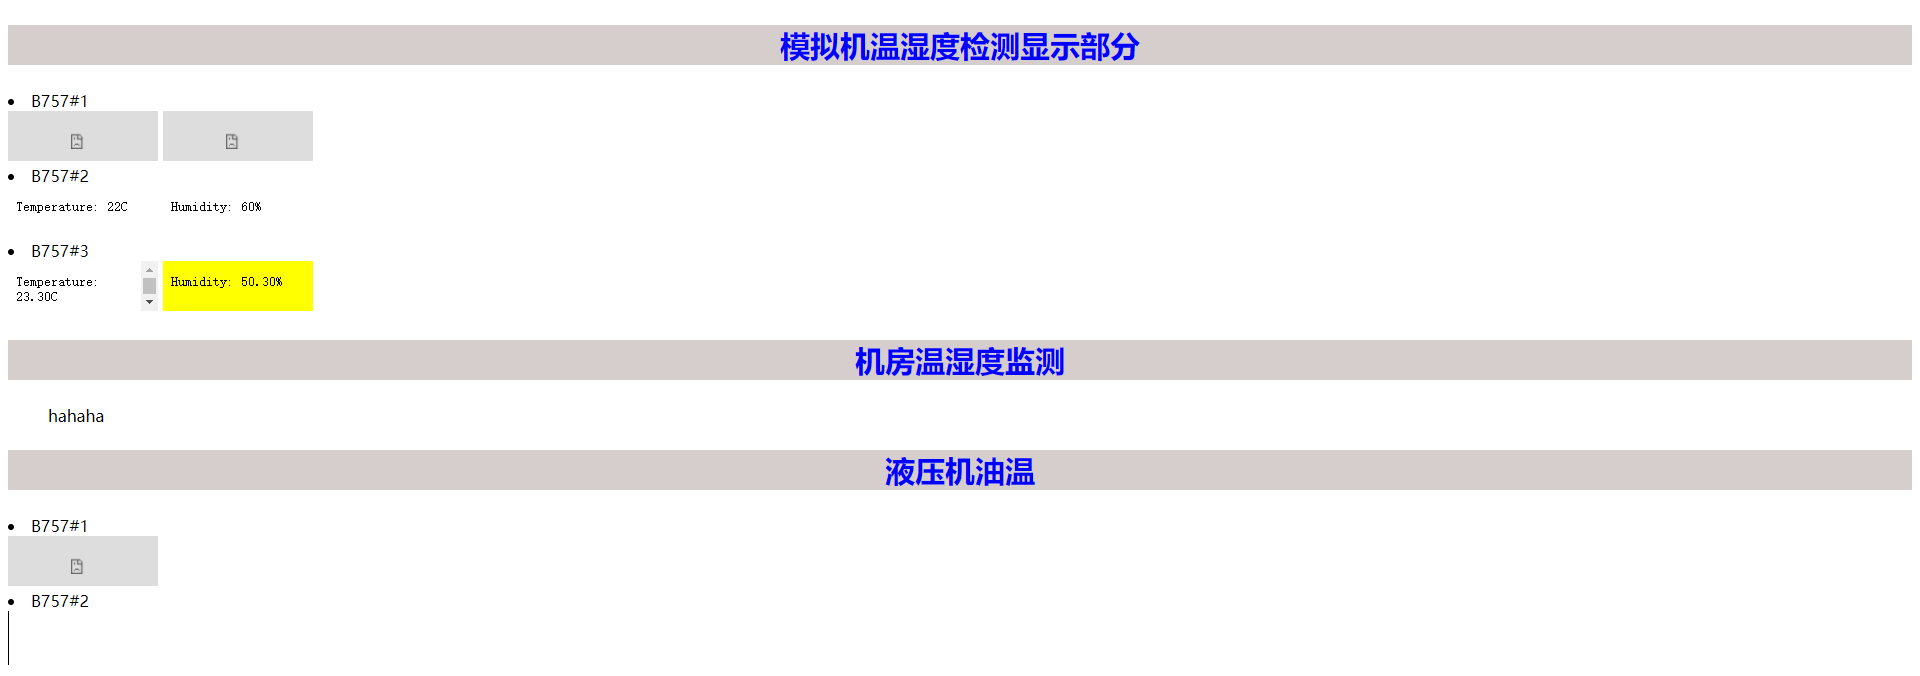 模拟机温湿度检测显示部分
B757#1
B757#2
Temperature: 22C Humidity: 60%
B757#3
Temperature: Humidity: 50.30%
23.30C
机房温湿度监测
hahaha
液压机油温
B757#1
B757#2